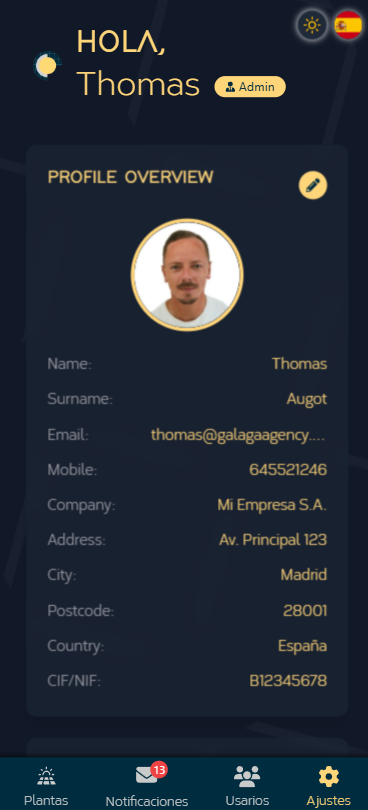 HOLA,
Thomas
Admin
PROFILE OVERVIEW
Name: Thomas
Surname: Augot
Email: thomas@galagaagency....
Mobile: 645521246
Company: Mi Empresa S.A.
Address: Av. Principal 123
City: Madrid
Postcode: 28001
Country: España
CIF/NIF: B12345678
13
Plantas Notificaciones Usarios Ajustes